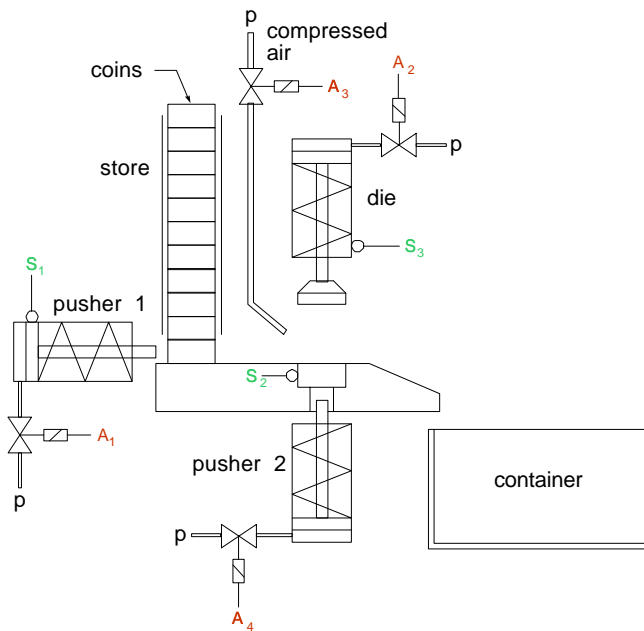 p
compressed
air
coins
A3
A2
p
store
die
S3
S1
pusher 1
S2
A1
pusher 2
container
p
p
A4